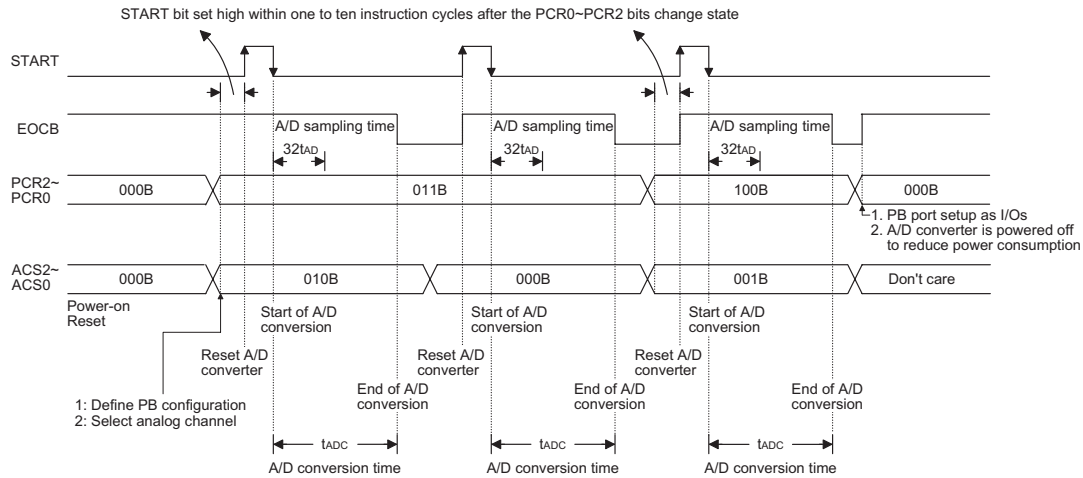 START bit set high within one to ten instruction cycles after the PCR0~PCR2 bits change state
START
EOCB
A/D sampling time
A/D sampling time
A/D sampling time
32tAD
32tAD
32tAD
PCR2~
PCR0
000B
011B
100B
000B
1. PB port setup as I/Os
2. A/D converter is powered off
to reduce power consumption
ACS2~
ACS0
000B
010B
000B
001B
Don't care
Power-on
Reset
Start of A/D
conversion
Start of A/D
conversion
Start of A/D
conversion
Reset A/D
converter
Reset A/D
converter
Reset A/D
converter
1: Define PB configuration
2: Select analog channel
End of A/D
conversion
End of A/D
conversion
End of A/D
conversion
tADC
tADC
tADC
A/D conversion time
A/D conversion time
A/D conversion time